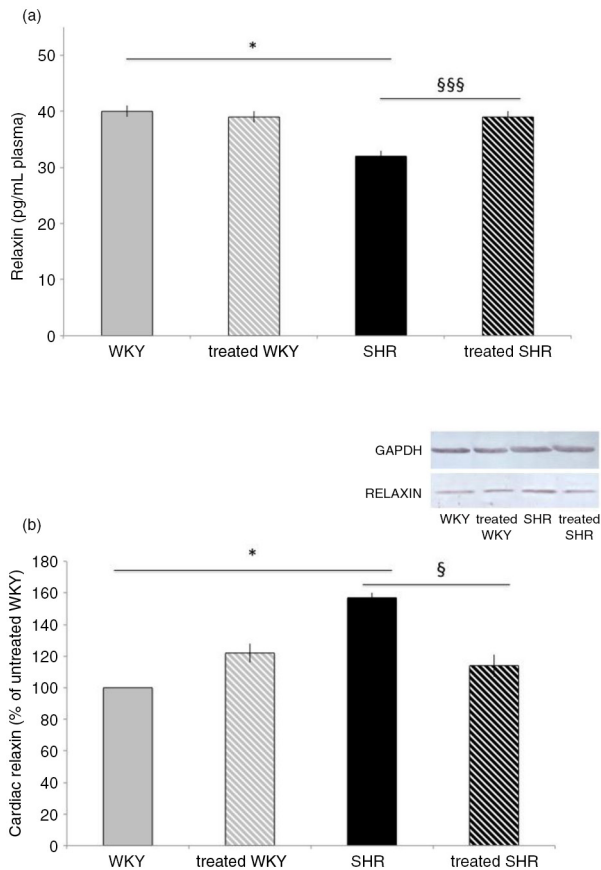 (a)
Relaxin (pg/mL plasma)
50
40
30
20
10
0
*
§§§
WKY treated WKY SHR treated SHR
GAPDH
RELAXIN
WKY treated SHR treated
WKY SHR
(b)
Cardiac relaxin (% of untreated WKY)
180
160
140
120
100
80
60
40
20
0
*
§
WKY treated WKY SHR treated SHR